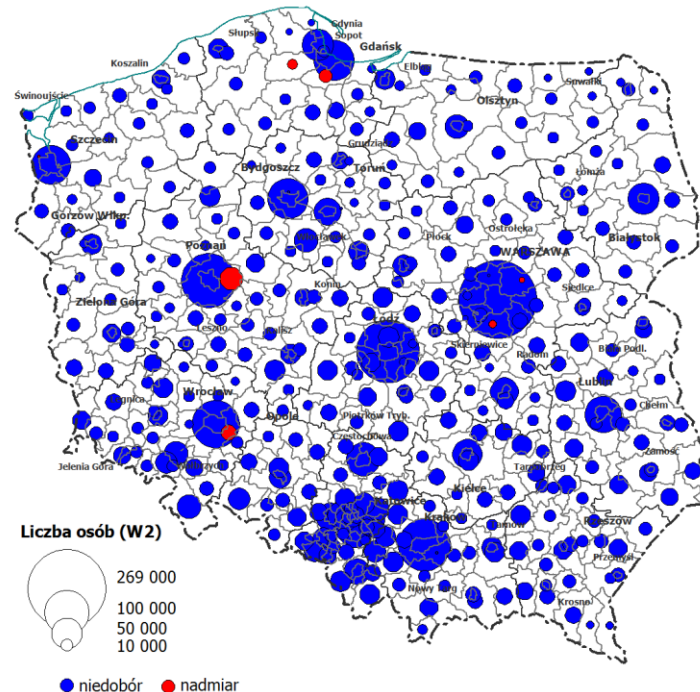 Gdynia
Sopot
Słupsk
Gdańsk
Koszalin
Elbląg
Suwałki
Świnoujście
Olsztyn
Szczecin
Grudziądz
Bydgoszcz
Toruń
Łomża
Gorzów Wlkp.
Ostrołęka
Włocławek
Płock
Białystok
Poznań
WARSZAWA
Konin
Siedlce
Zielona Góra
Łódź
Leszno
Kalisz
Skierniewice
Biała Podl.
Radom
Lublin
Legnica
Wrocław
Chełm
Opole
Piotrków Tryb.
Częstochowa
Zamość
Jelenia Góra
Wałbrzych
Tarnobrzeg
Kielce
Katowice
Kraków
Rzeszów
Tarnów
Przemyśl
Nowy Targ
Krosno
Liczba osób (W2)
269 000
100 000
50 000
10 000
niedobór
nadmiar